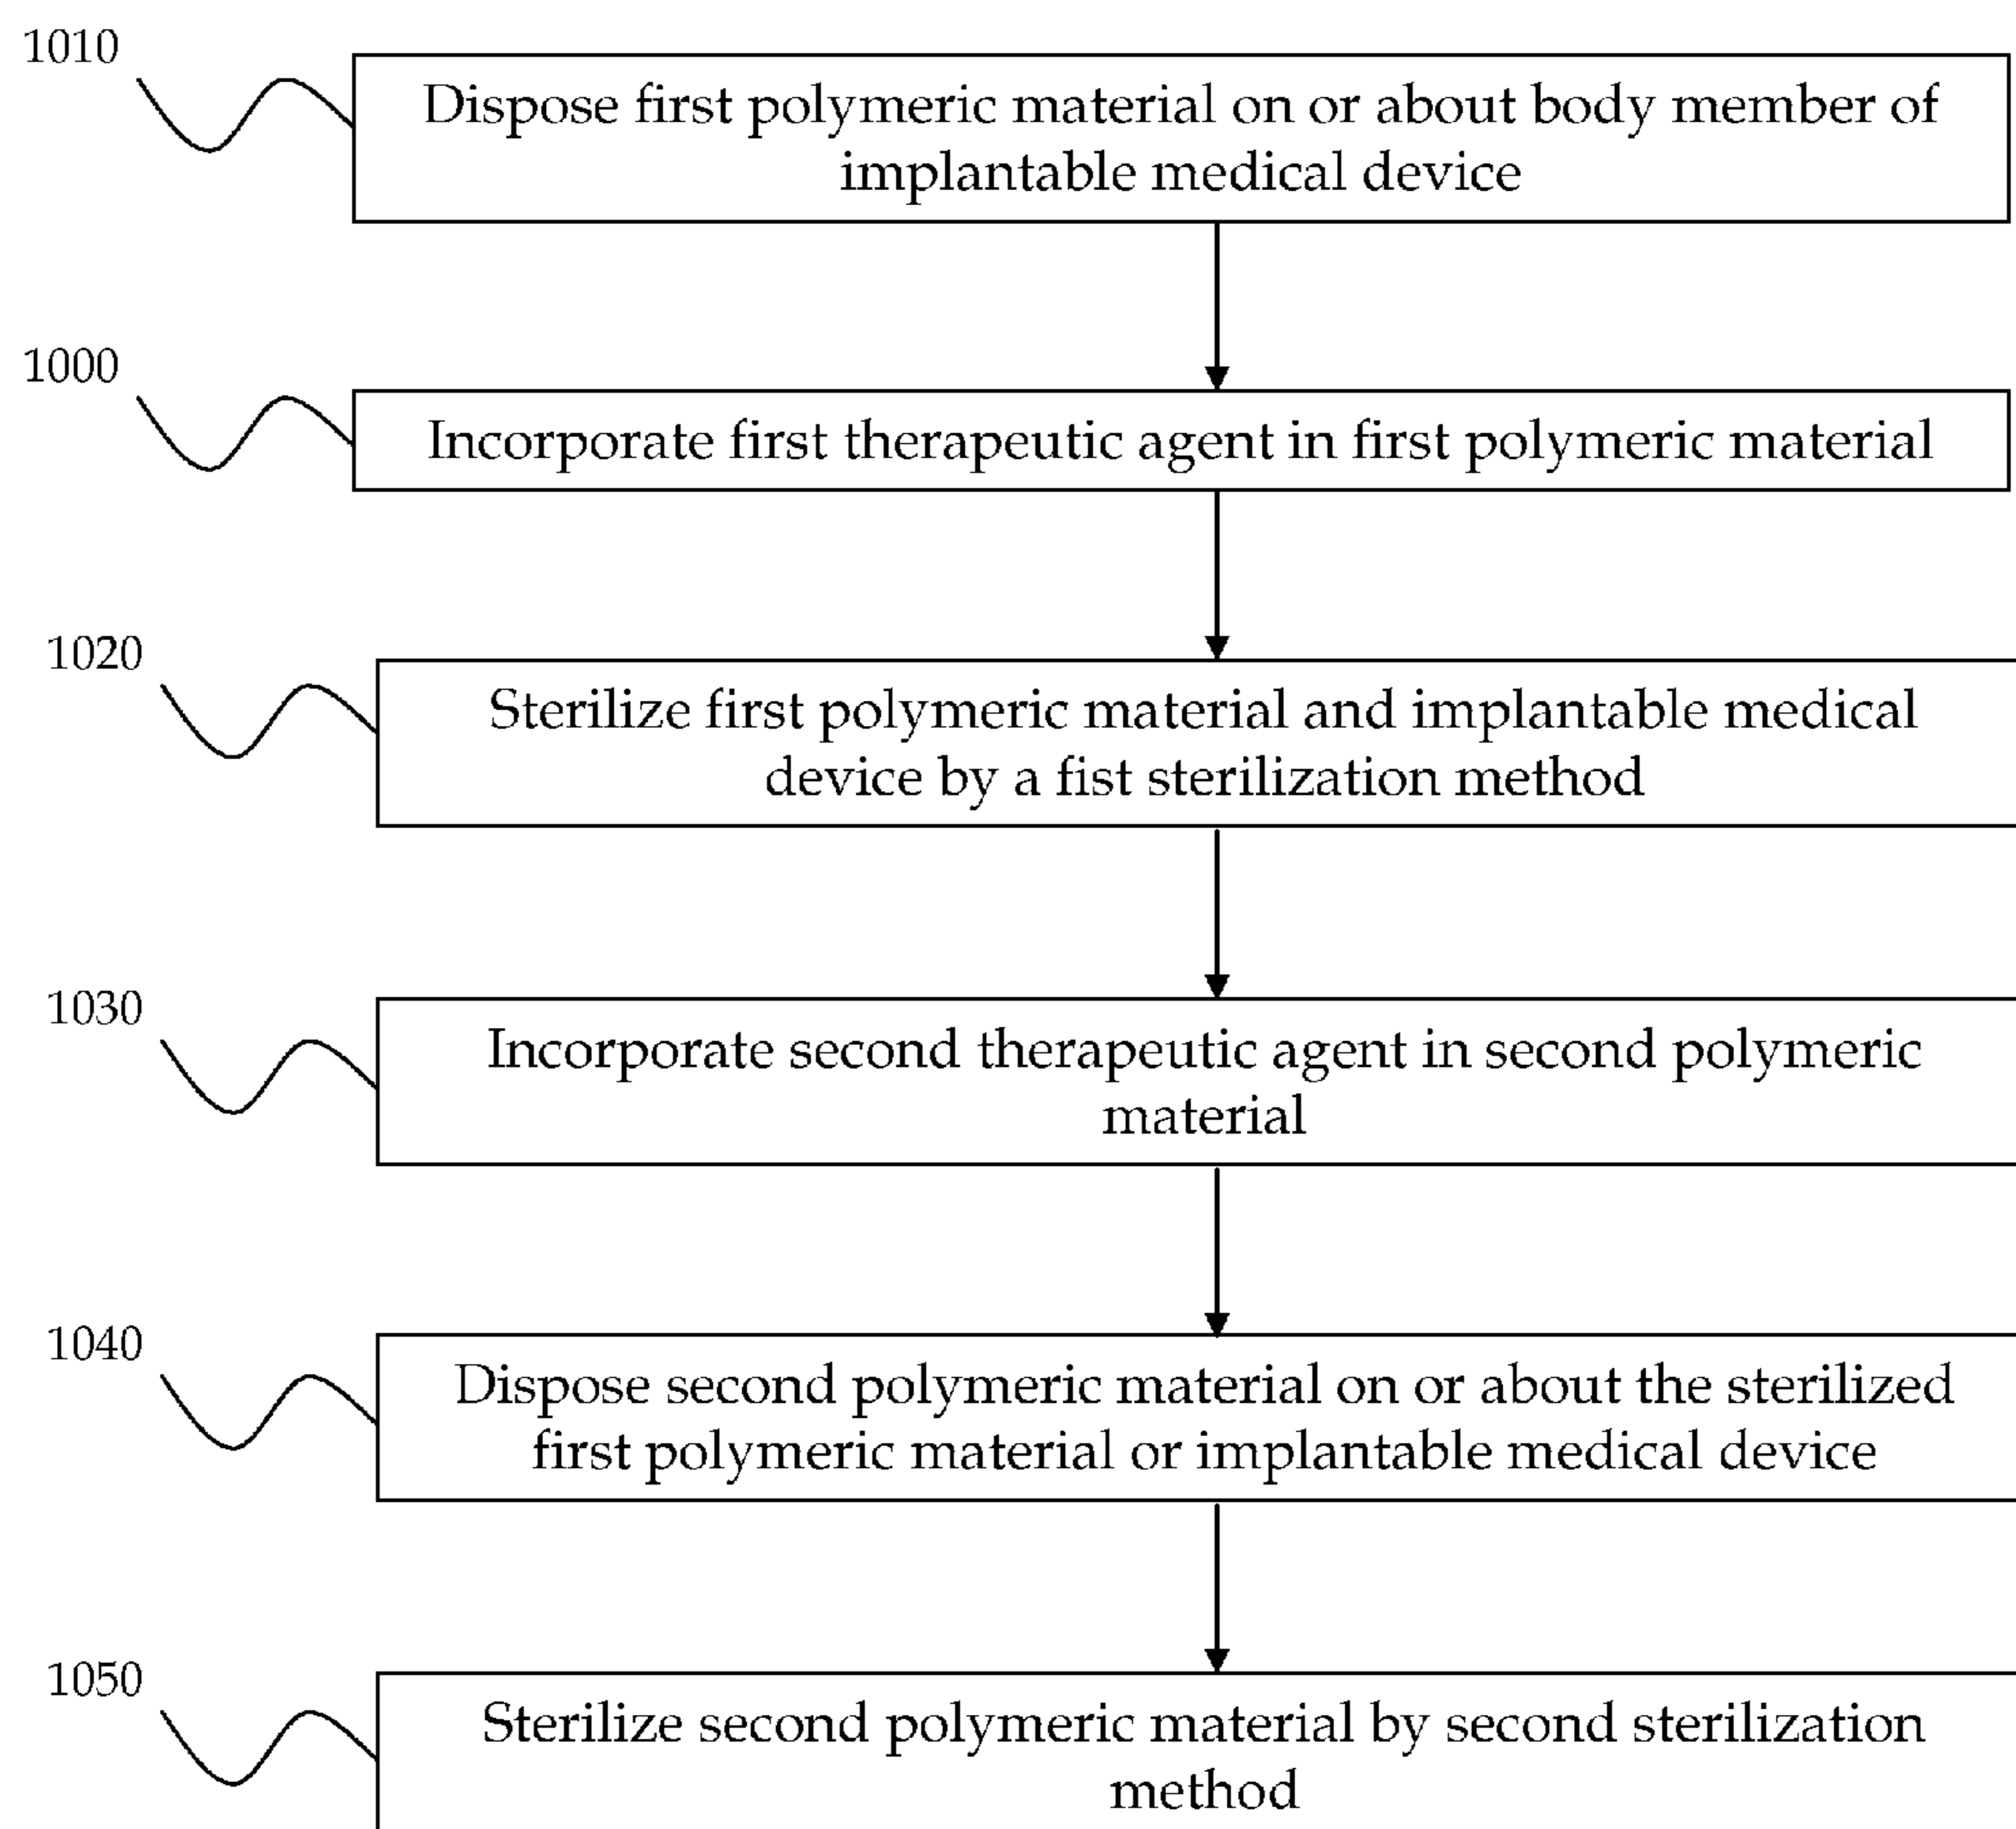 1010
Dispose first polymeric material on or about body member of
implantable medical device
1000
Incorporate first therapeutic agent in first polymeric material
1020
Sterilize first polymeric material and implantable medical
device by a fist sterilization method
1030
Incorporate second therapeutic agent in second polymeric
material
1040
Dispose second polymeric material on or about the sterilized
first polymeric material or implantable medical device
1050
Sterilize second polymeric material by second sterilization
method